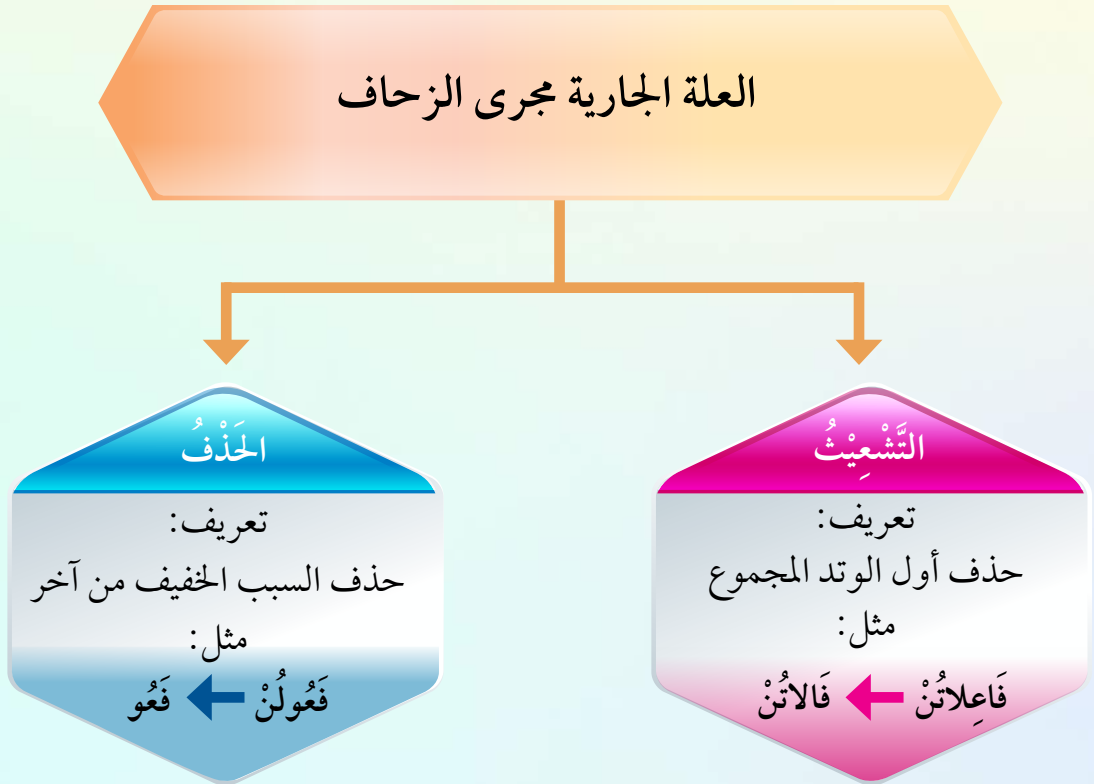 العلة الجارية مجرى الزحاف
التَّشْعِيْثُ
تعريف:
حذف أول الوتد المجموع
مثل:
فَاعِلاتُنْ فَالاتُنْ
الحَذْفُ
تعريف:
حذف السبب الخفيف من آخر
مثل:
فَعُولُنْ فَعُو